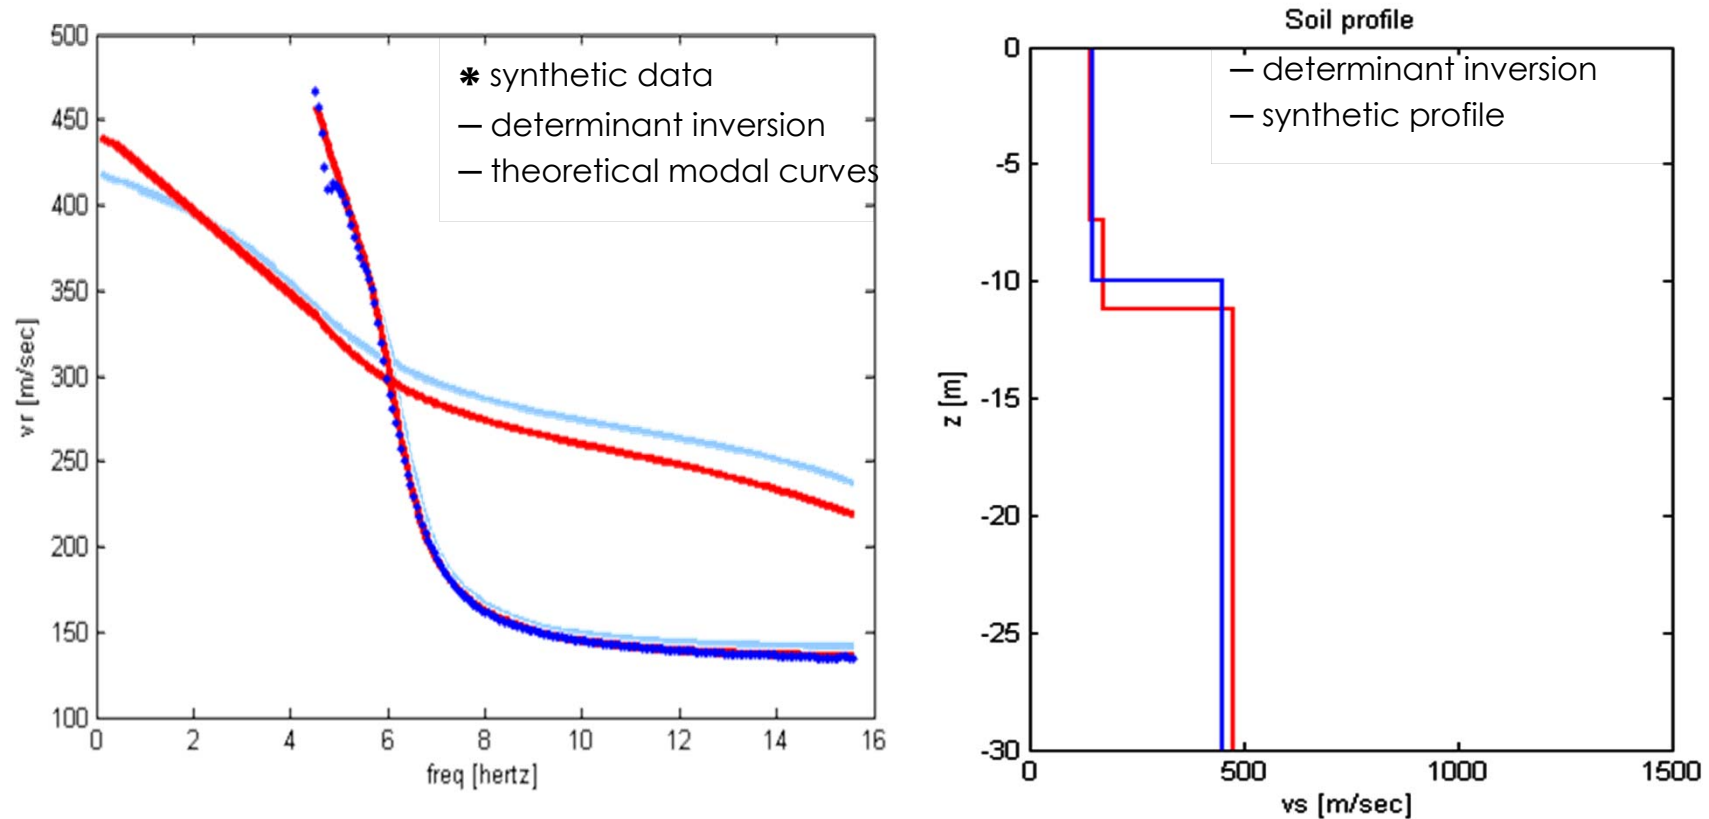 500
450
400
350
300
250
200
150
100
vr [m/sec]
* synthetic data
— determinant inversion
— theoretical modal curves
0 2 4 6 8 10 12 14 16
freq [hertz]
Soil profile
0
-5
-10
-15
-20
-25
-30
z [m]
— determinant inversion
— synthetic profile
0 500 1000 1500
vs [m/sec]